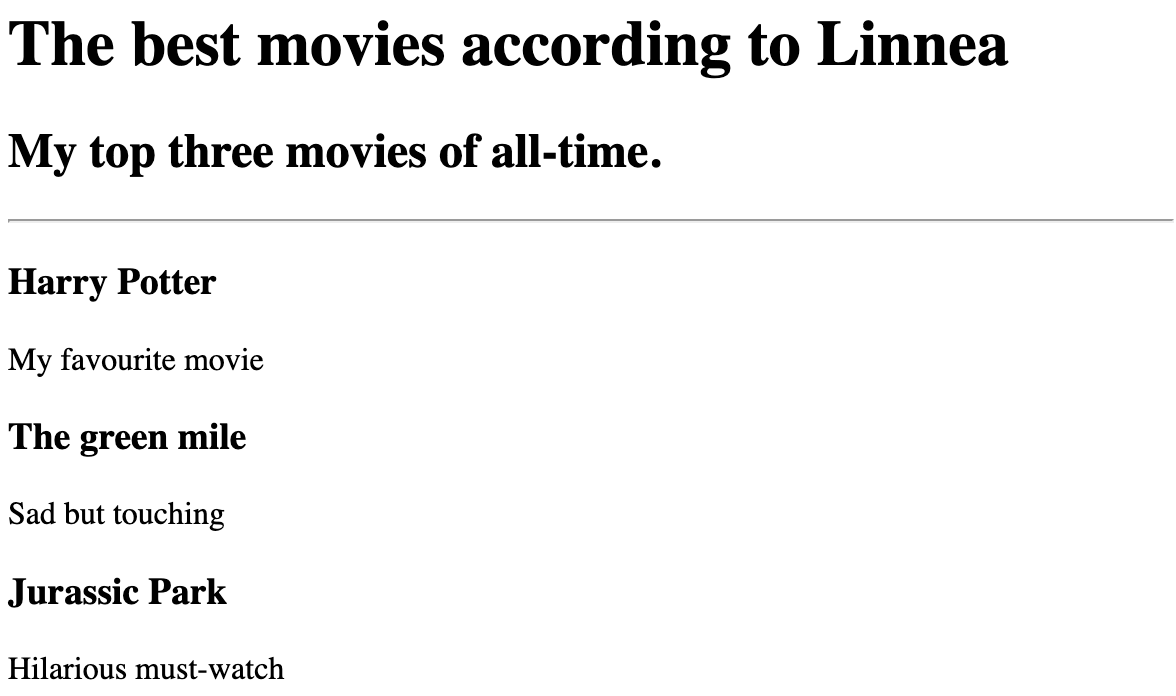 The best movies according to Linnea
My top three movies of all-time.
Harry Potter
My favourite movie
The green mile
Sad but touching
Jurassic Park
Hilarious must-watch